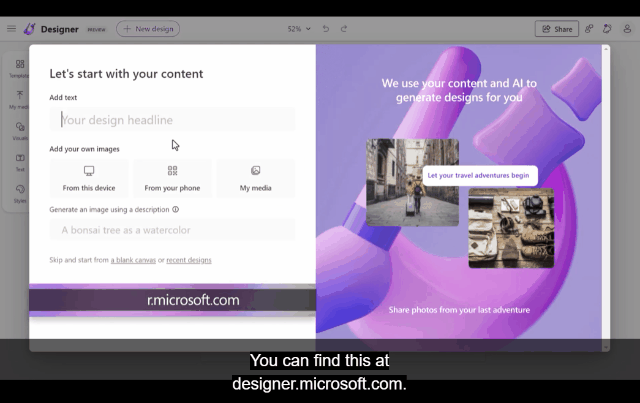 Designer
PREVIEW
New design
52%
Share
Templates
My media
Visuals
Text
Styles
Let's start with your content
Add text
Your design headline
Add your own images
From this device
From your phone
My media
Generate an image using a description
A bonsai tree as a watercolor
Skip and start from a blank canvas or recent designs
r.microsoft.com
We use your content and AI to
generate designs for you
Let your travel adventures begin
Share photos from your last adventure
You can find this at
designer.microsoft.com.